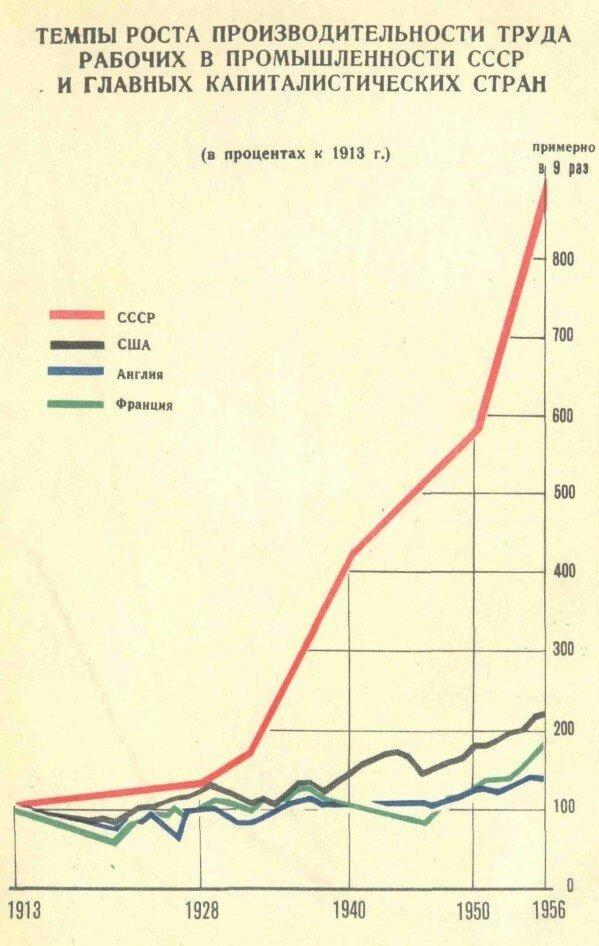 ТЕМПЫ РОСТА ПРОИЗВОДИТЕЛЬНОСТИ ТРУДА
РАБОЧИХ В ПРОМЫШЛЕННОСТИ СССР
И ГЛАВНЫХ КАПИТАЛИСТИЧЕСКИХ СТРАН
(в процентах к 1913 г.)
примерно
в 9 раз
800
700
600
500
400
300
200
100
0
СССР
США
Англия
Франция
1913
1928
1940
1950
1956